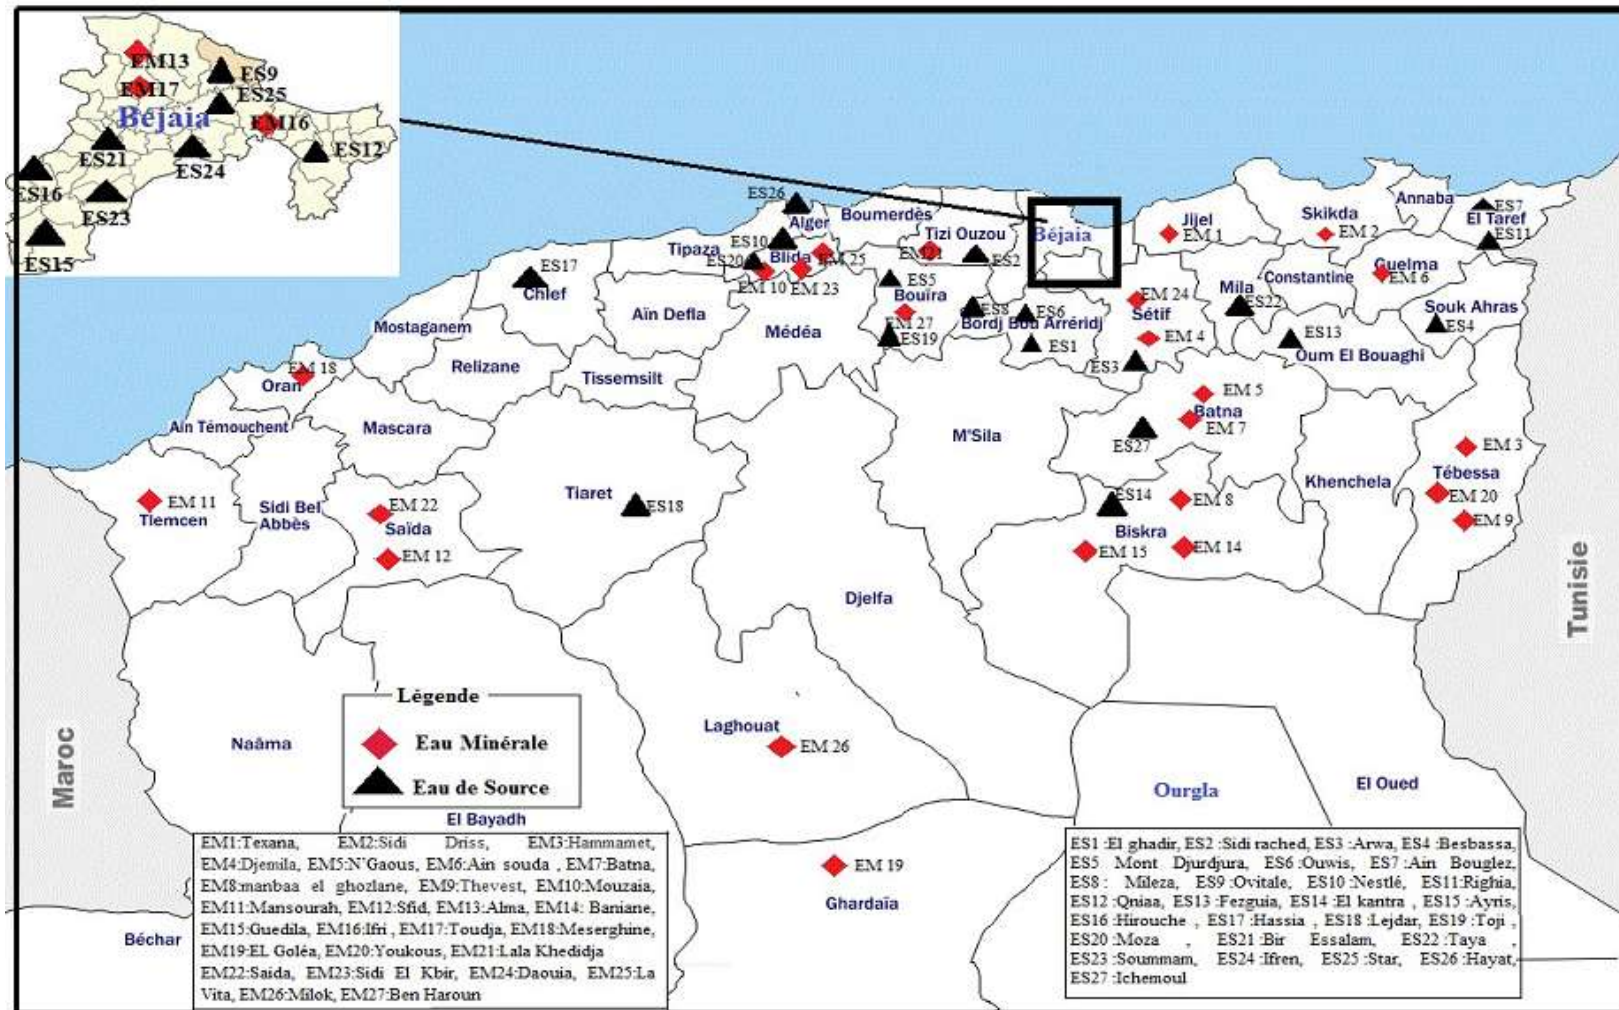 EM13
ES9
EM17
ES25
Béjaia
EM16
ES21
ES12
ES24
ES16
ES23
ES15
ES26
Alger
Boumerdès
Tizi Ouzou
Béjaia
Jijel
EM 1
Skikda
EM 2
Annaba
ES7
El Taref
ES11
Tipaza
ES10
Blida
ES20
EM 25
EM 10
EM 23
EM21
ES2
ES17
Chlef
Aïn Defla
Médéa
ES5
Bouïra
EM 27
ES19
ES8
ES6
Bordj Bou Arréridj
ES1
EM 24
Sétif
EM 4
ES3
Mila
ES22
Constantine
Guelma
EM 6
Souk Ahras
ES4
ES13
Oum El Bouaghi
Mostaganem
Relizane
Tissemsilt
EM 18
Oran
Aïn Témouchent
Mascara
M'Sila
EM 5
Batna
EM 7
ES27
Khenchela
EM 3
Tébessa
EM 20
EM 9
EM 11
Tlemcen
Sidi Bel
Abbès
EM 22
Saïda
EM 12
Tiaret
ES18
ES14
EM 8
Biskra
EM 15
EM 14
Djelfa
Maroc
Tunisie
Naâma
Légende
Eau Minérale
Eau de Source
El Bayadh
Laghouat
EM 26
Ourgla
El Oued
EM 19
Ghardaïa
Béchar
EM1:Texana, EM2:Sidi Driss, EM3:Hammamet,
EM4:Djemila, EM5:N`Gaous, EM6:Ain souda , EM7:Batna,
EM8:manbaa el ghozlane, EM9:Thevest, EM10:Mouzaia,
EM11:Mansourah, EM12:Sfid, EM13:Alma, EM14: Baniane,
EM15:Guedila, EM16:Ifri , EM17:Toudja, EM18:Meserghine,
EM19:EL Goléa, EM20:Youkous, EM21:Lala Khedidja
EM22:Saida, EM23:Sidi El Kbir, EM24:Daouia, EM25:La
Vita, EM26:Milok, EM27:Ben Haroun
ES1 :El ghadir, ES2 :Sidi rached, ES3 :Arwa, ES4 :Besbassa,
ES5 Mont Djurdjura, ES6 :Ouwis, ES7 :Ain Bouglez,
ES8 : Mileza, ES9 :Ovitale, ES10 :Nestlé, ES11 :Righia,
ES12 :Qniaa, ES13 :Fezguia, ES14 :El kantra , ES15 :Ayris,
ES16 :Hirouche , ES17 :Hassia , ES18 :Lejdar, ES19 :Toji ,
ES20 :Moza , ES21 :Bir Essalam, ES22 :Taya ,
ES23 :Soummam, ES24 :Ifren, ES25 :Star, ES26 :Hayat,
ES27 :Ichemoul